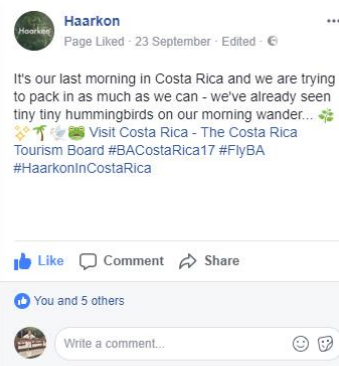 Haarkon
Haarkon
Page Liked · 23 September · Edited ·
It's our last morning in Costa Rica and we are trying
to pack in as much as we can - we've already seen
tiny tiny hummingbirds on our morning wander... 🌿
✨🌴🕊🐸 Visit Costa Rica - The Costa Rica
Tourism Board #BACostaRica17 #FlyBA
#HaarkonInCostaRica
Like Comment Share
You and 5 others
Write a comment...